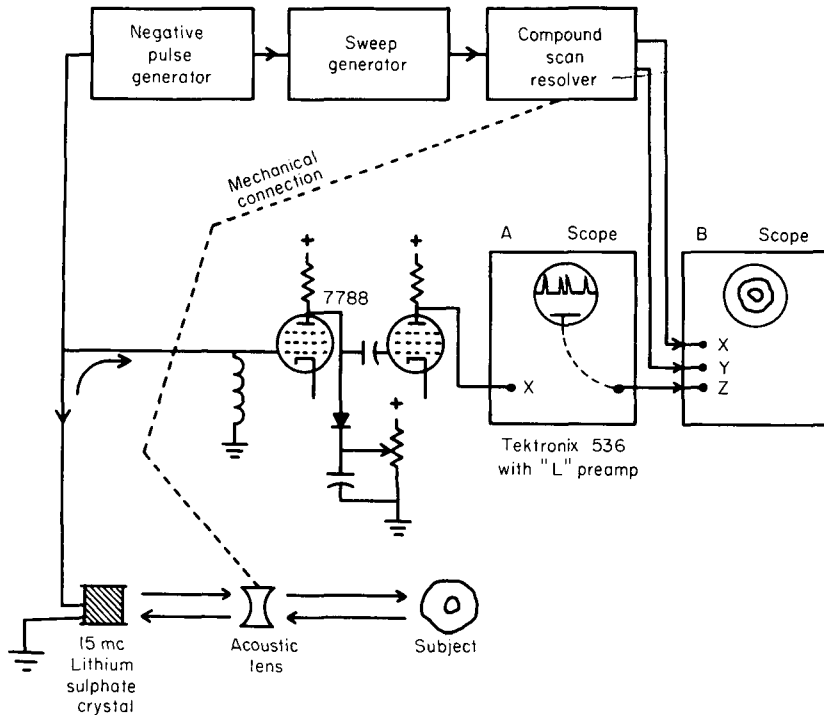 Negative
pulse
generator
Sweep
generator
Compound
scan
resolver
Mechanical
connection
A Scope
B Scope
+
7788
+
+
X
X
Y
Z
Tektronix 536
with "L" preamp
15 mc
Lithium
sulphate
crystal
Acoustic
lens
Subject